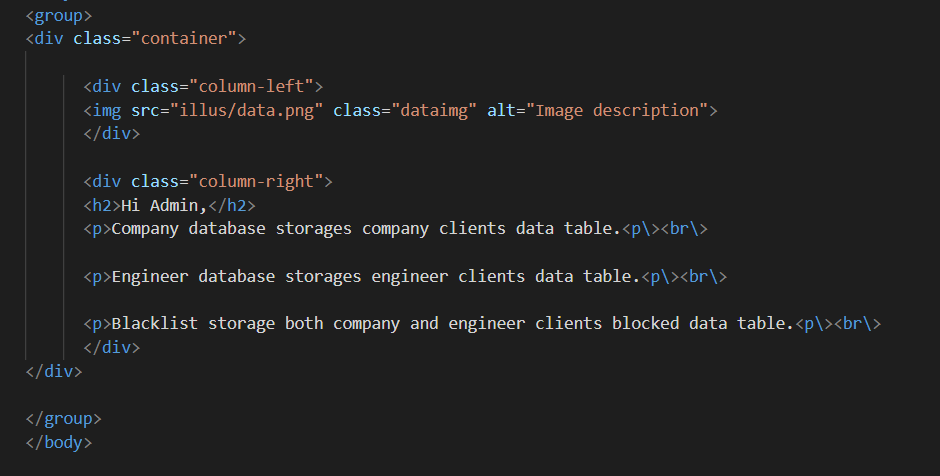 <group>
<div class="container">
<div class="column-left">
<img src="illus/data.png" class="dataimg" alt="Image description">
</div>
<div class="column-right">
<h2>Hi Admin,</h2>
<p>Company database storages company clients data table.<p\><br\>
<p>Engineer database storages engineer clients data table.<p\><br\>
<p>Blacklist storage both company and engineer clients blocked data table.<p\><br\>
</div>
</div>
</group>
</body>